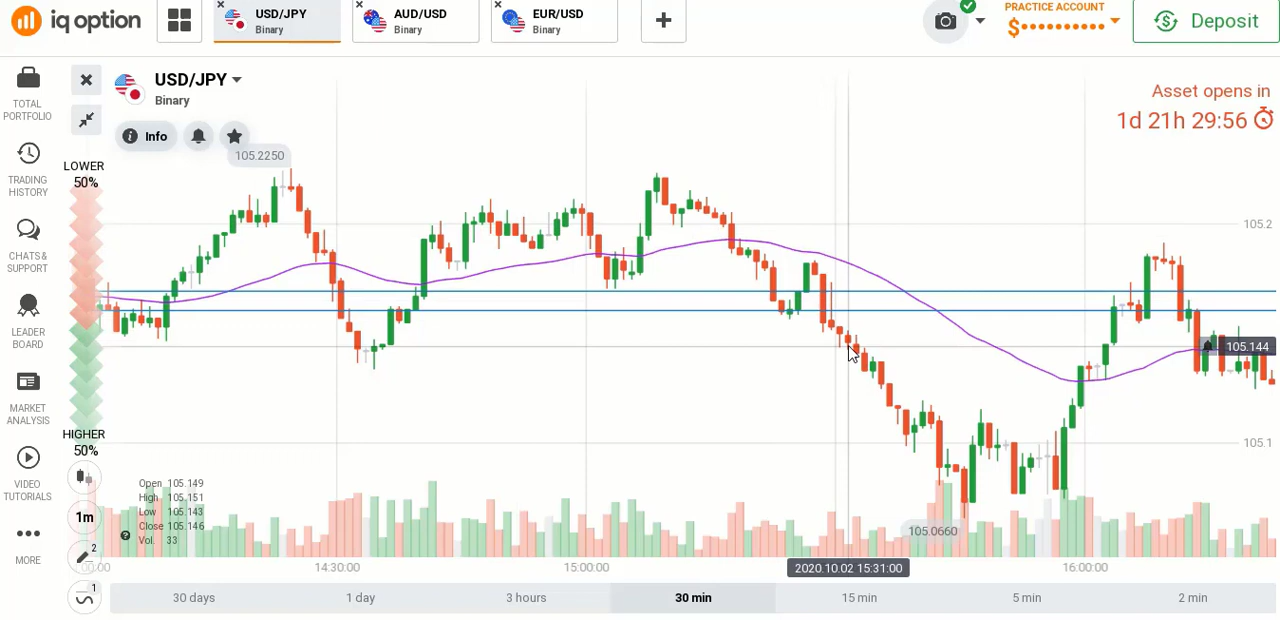 iq option
USD/JPY
Binary
AUD/USD
Binary
EUR/USD
Binary
PRACTICE ACCOUNT
$••••••••••
Deposit
TOTAL
PORTFOLIO
TRADING
HISTORY
CHATS &
SUPPORT
LEADER
BOARD
MARKET
ANALYSIS
VIDEO
TUTORIALS
MORE
USD/JPY
Binary
Info
Asset opens in
1d 21h 29:56
LOWER
50%
HIGHER
50%
105.2250
105.2
105.144
105.1
105.0660
1m
2
1
Open 105.149
High 105.151
Low 105.143
Close 105.146
Vol. 33
14:30:00
15:00:00
2020.10.02 15:31:00
16:00:00
30 days
1 day
3 hours
30 min
15 min
5 min
2 min